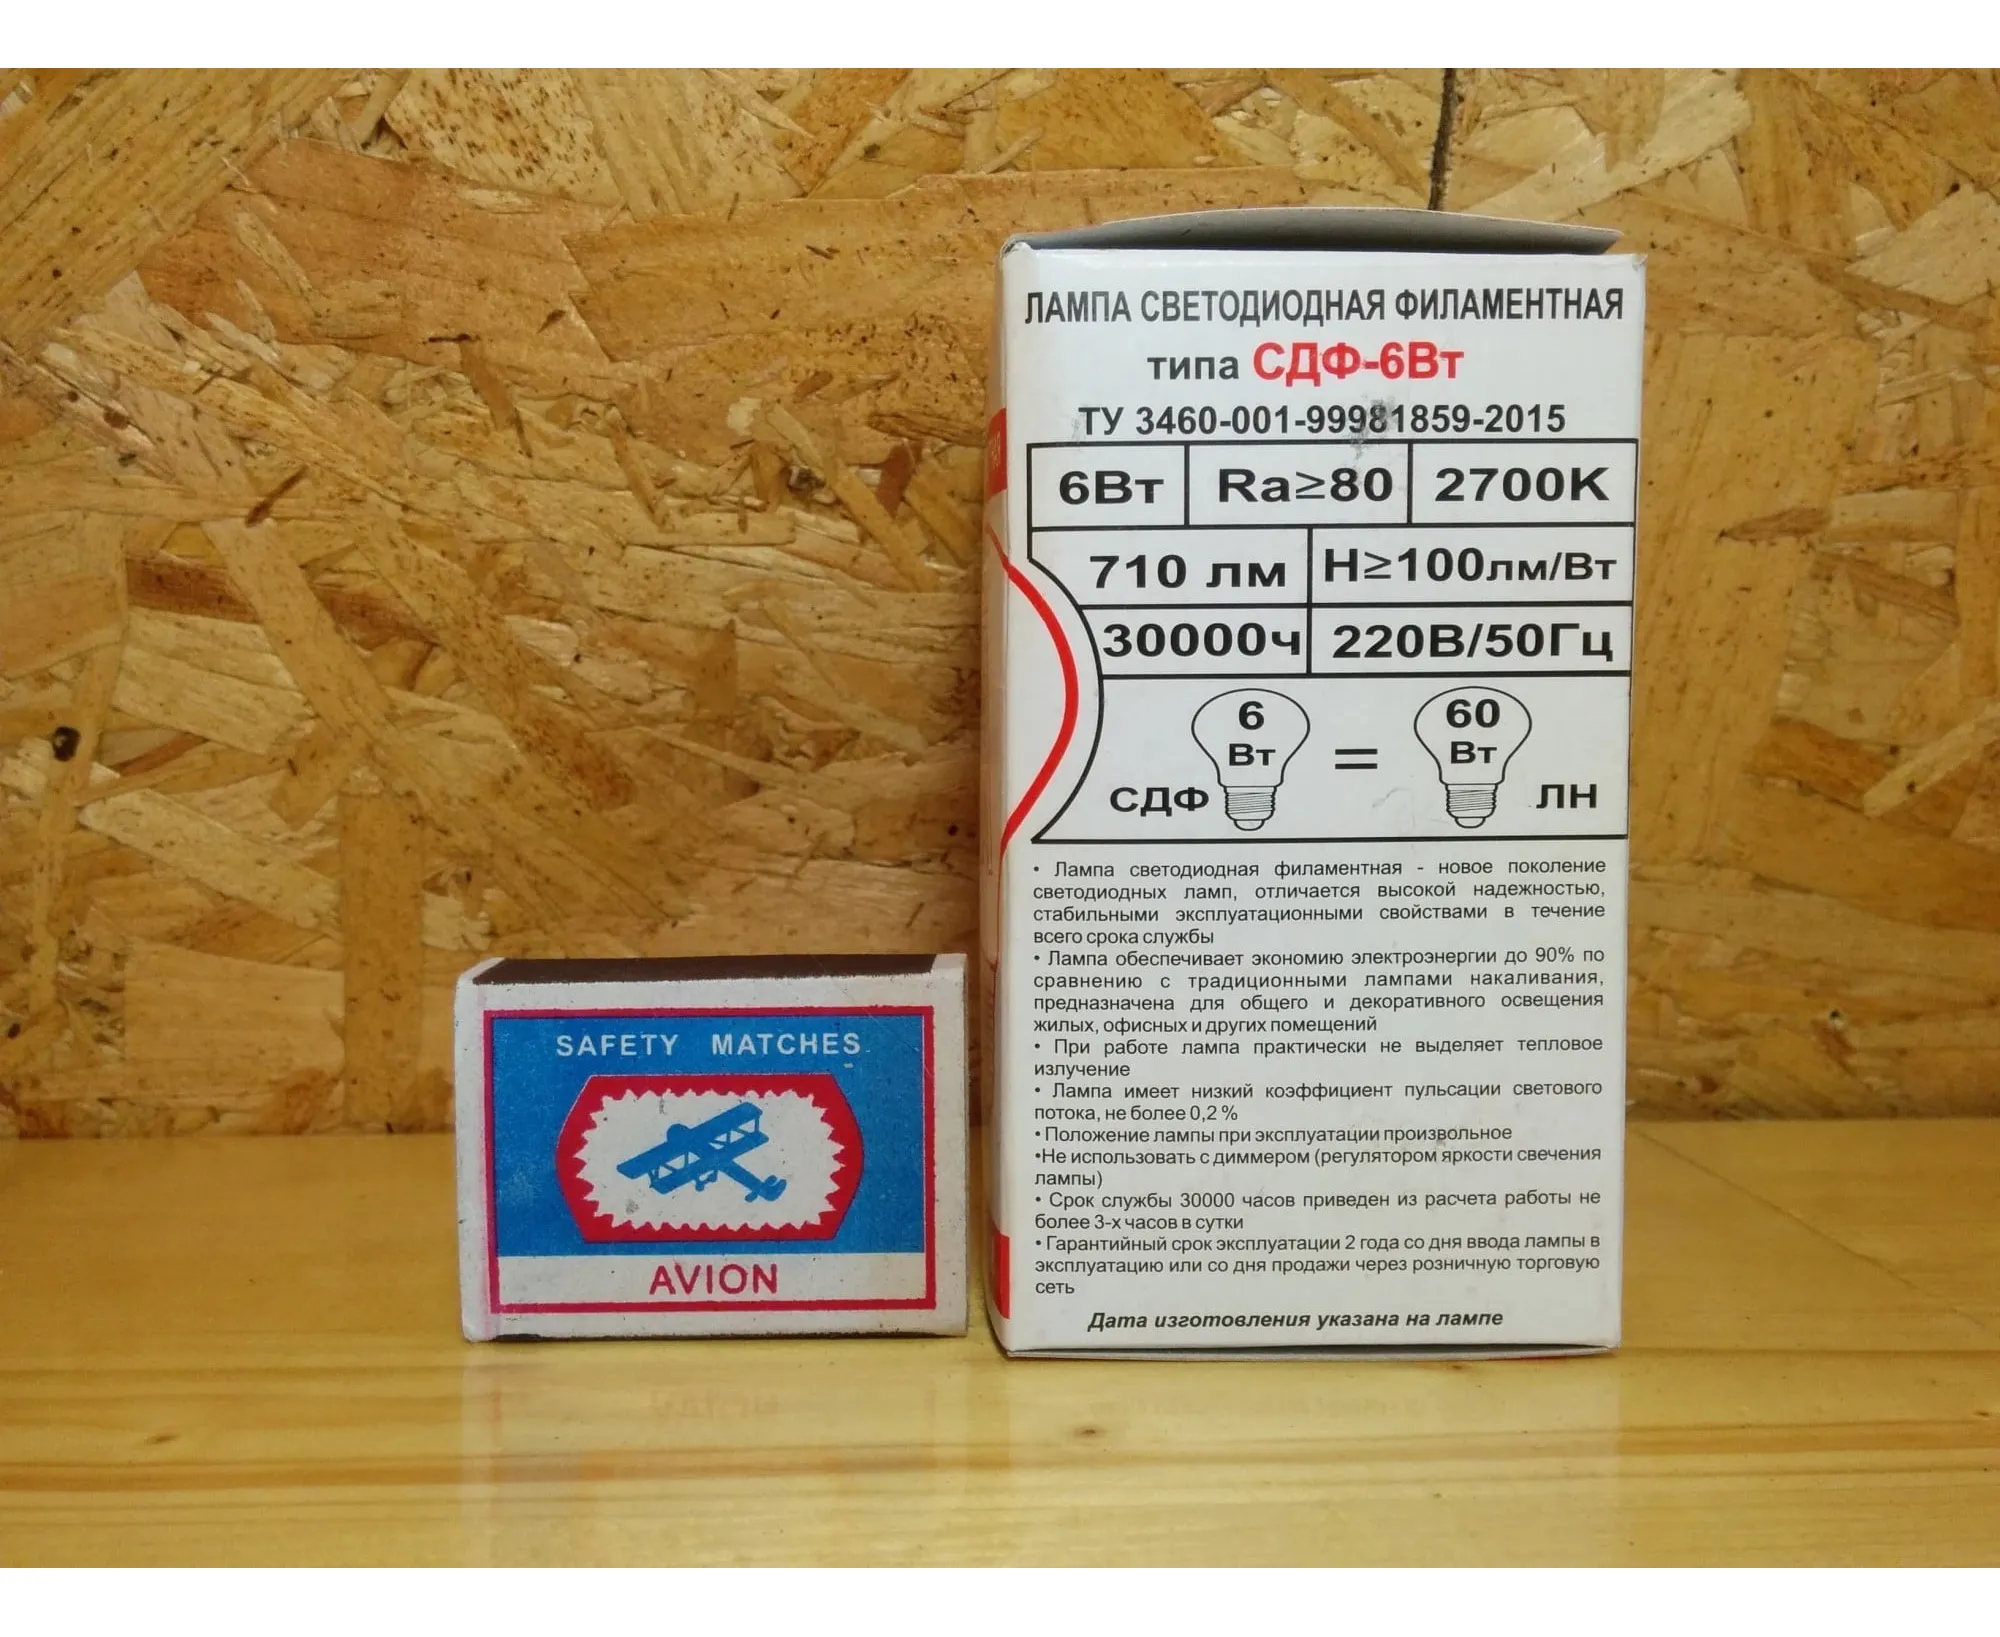 SAFETY MATCHES
AVION
ЛАМПА СВЕТОДИОДНАЯ ФИЛАМЕНТНАЯ
типа СДФ-6Вт
ТУ 3460-001-99981859-2015
6Вт Ra≥80 2700K
710 лм H≥100лм/Вт
30000ч 220В/50Гц
6 60
Вт = Вт
СДФ ЛН
• Лампа светодиодная филаментная - новое поколение
светодиодных ламп, отличается высокой надежностью,
стабильными эксплуатационными свойствами в течение
всего срока службы
• Лампа обеспечивает экономию электроэнергии до 90% по
сравнению с традиционными лампами накаливания,
предназначена для общего и декоративного освещения
жилых, офисных и других помещений
• При работе лампа практически не выделяет тепловое
излучение
• Лампа имеет низкий коэффициент пульсации светового
потока, не более 0,2 %
• Положение лампы при эксплуатации произвольное
•Не использовать с диммером (регулятором яркости свечения
лампы)
• Срок службы 30000 часов приведен из расчета работы не
более 3-х часов в сутки
• Гарантийный срок эксплуатации 2 года со дня ввода лампы в
эксплуатацию или со дня продажи через розничную торговую
сеть
Дата изготовления указана на лампе